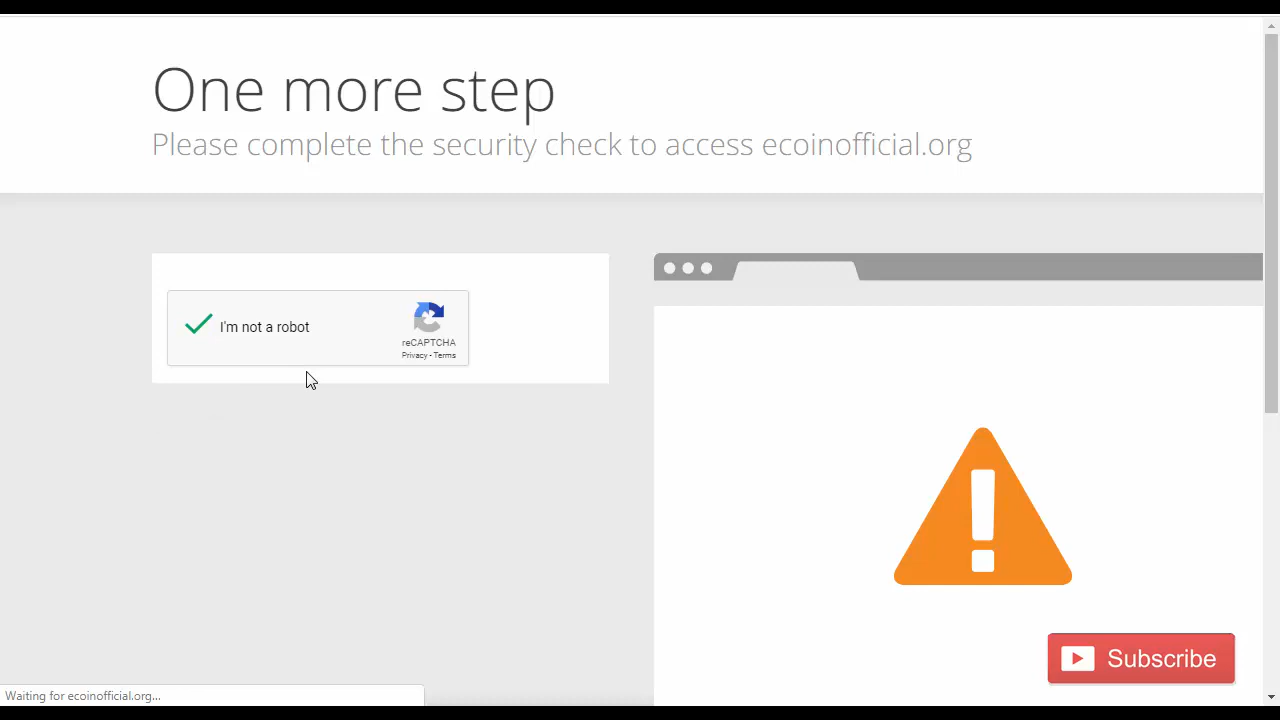 One more step
Please complete the security check to access ecoinofficial.org
I'm not a robot
reCAPTCHA
Privacy - Terms
Subscribe
Waiting for ecoinofficial.org...